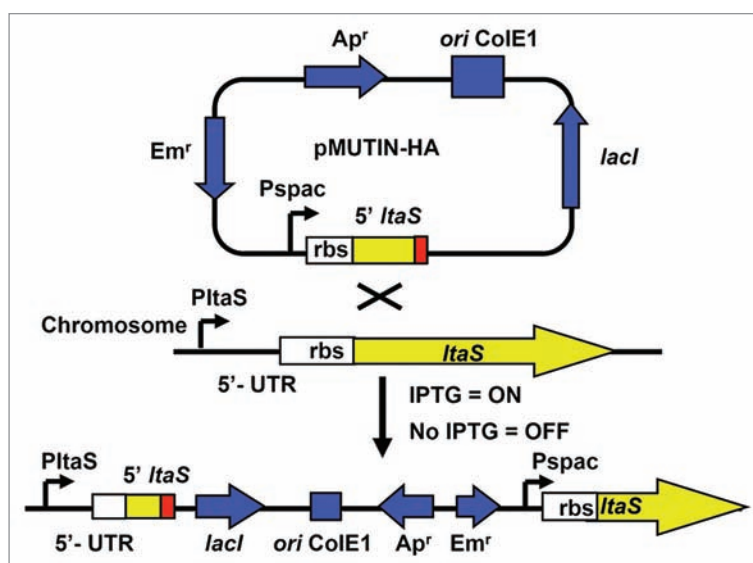 Apʳ
ori ColE1
Emʳ
pMUTIN-HA
lacI
Pspac
5' ltaS
rbs
PltaS
Chromosome
rbs
ltaS
5'- UTR
IPTG = ON
No IPTG = OFF
PltaS
5' ltaS
Pspac
rbs
ltaS
5'- UTR
lacI
ori ColE1
Apʳ
Emʳ